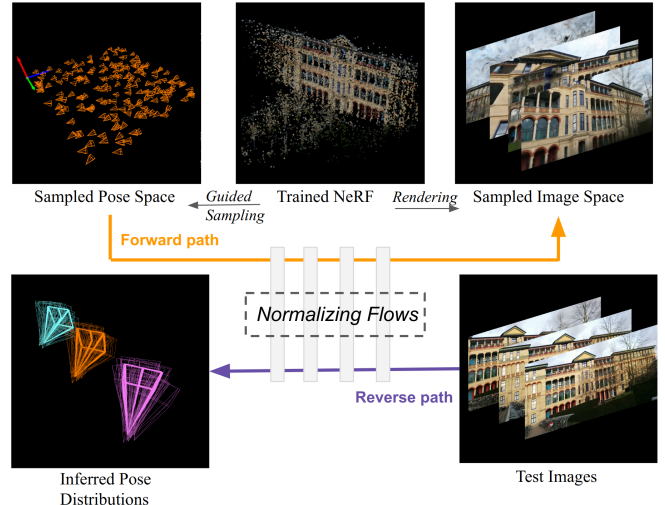 Sampled Pose Space
Guided
Sampling
Trained NeRF
Rendering
Sampled Image Space
Forward path
Normalizing Flows
Reverse path
Inferred Pose
Distributions
Test Images